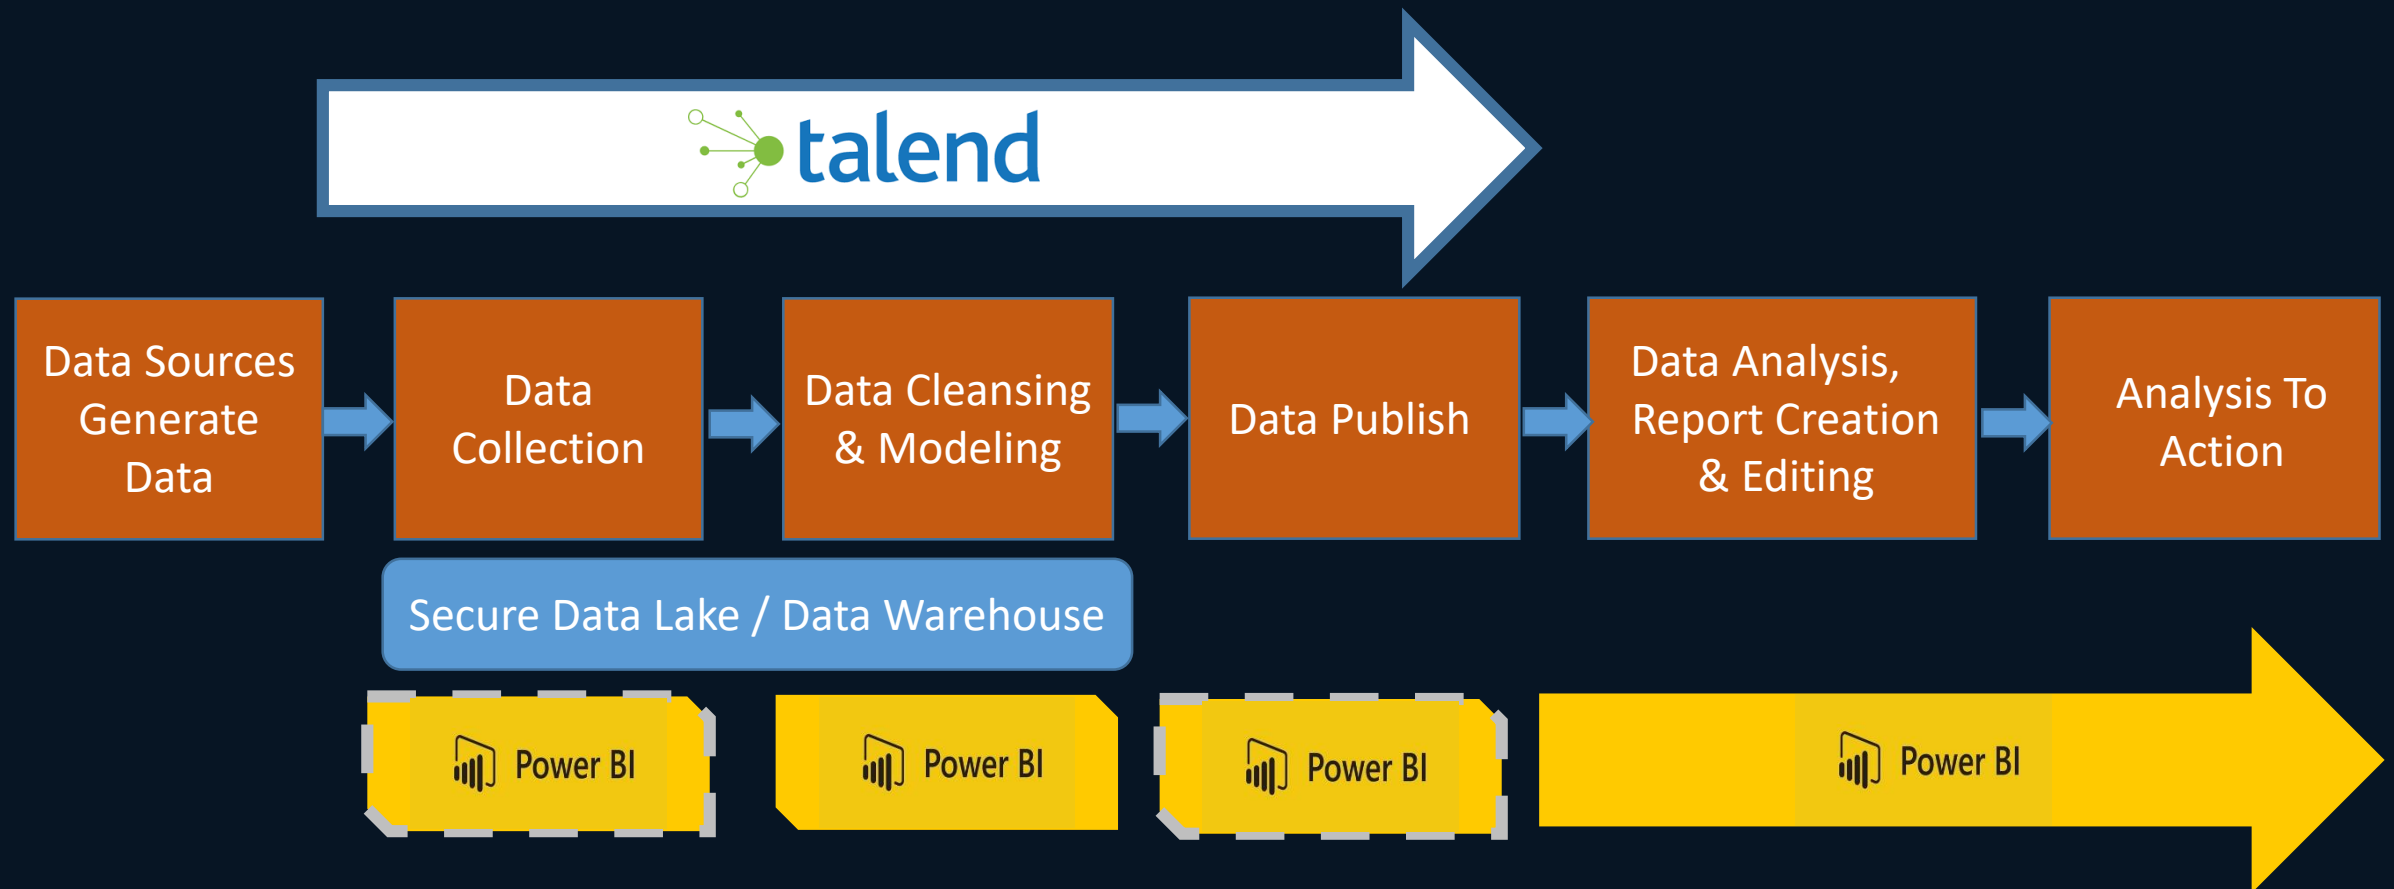 talend
Data Sources
Generate
Data
Data
Collection
Data Cleansing
& Modeling
Data Publish
Data Analysis,
Report Creation
& Editing
Analysis To
Action
Secure Data Lake / Data Warehouse
Power BI
Power BI
Power BI
Power BI